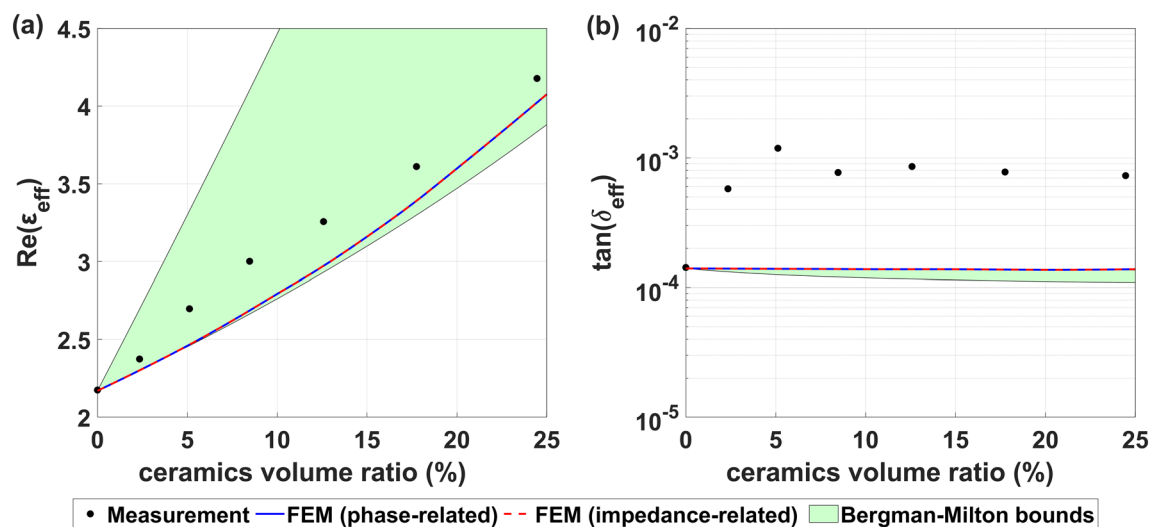 (a)
4.5
4
3.5
3
2.5
2
Re(ε_eff)
0 5 10 15 20 25
ceramics volume ratio (%)
(b)
10^-2
10^-3
10^-4
10^-5
tan(δ_eff)
0 5 10 15 20 25
ceramics volume ratio (%)
Measurement FEM (phase-related) FEM (impedance-related) Bergman-Milton bounds